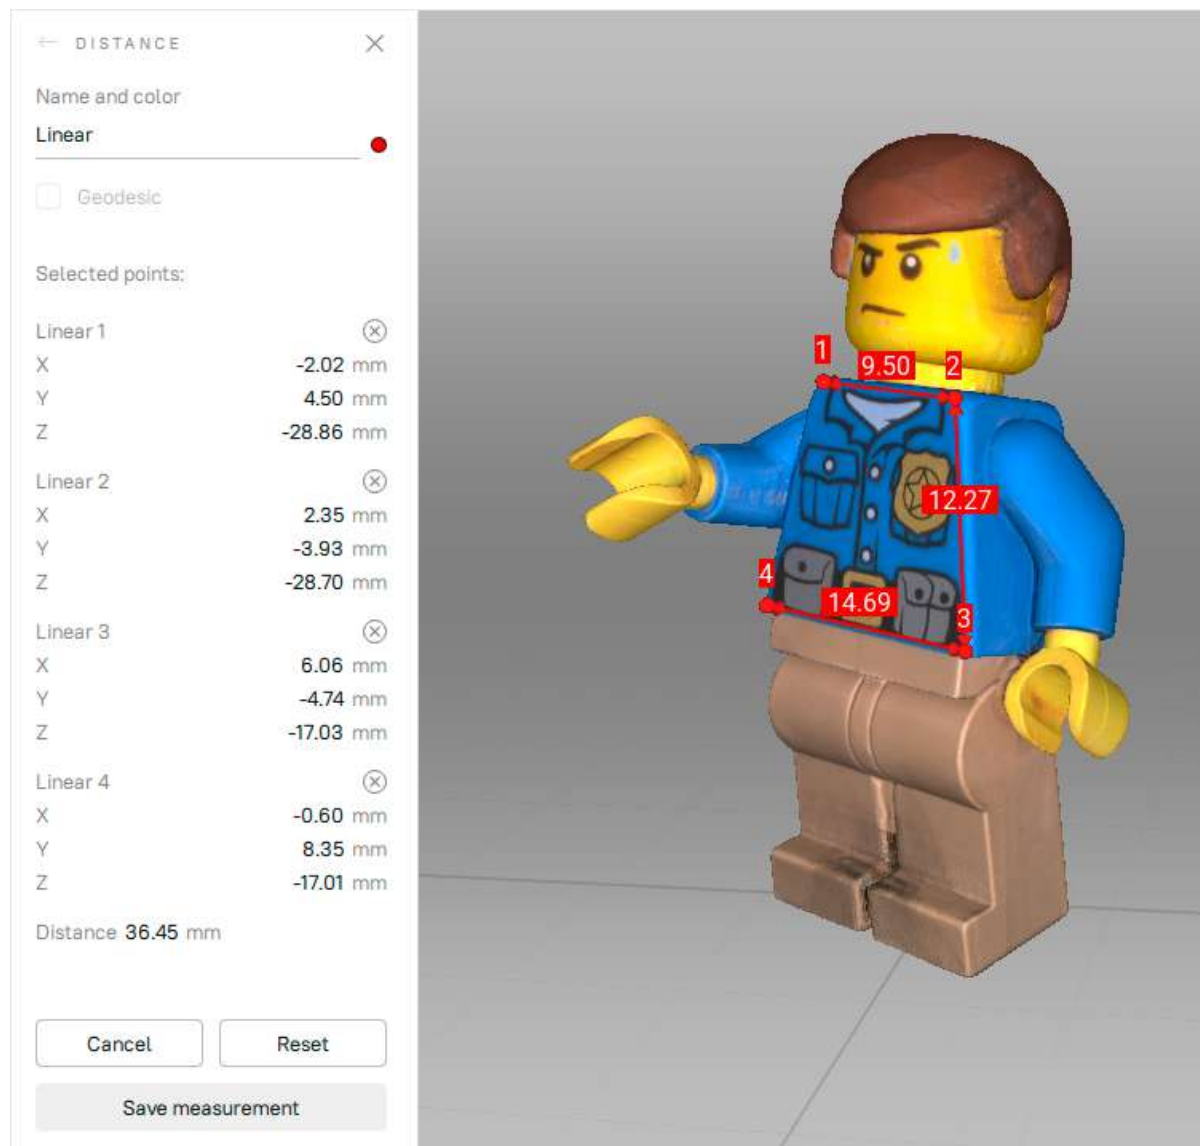 ← DISTANCE
Name and color
Linear
Geodesic
Selected points:
Linear 1
X -2.02 mm
Y 4.50 mm
Z -28.86 mm
Linear 2
X 2.35 mm
Y -3.93 mm
Z -28.70 mm
Linear 3
X 6.06 mm
Y -4.74 mm
Z -17.03 mm
Linear 4
X -0.60 mm
Y 8.35 mm
Z -17.01 mm
Distance 36.45 mm
Cancel
Reset
Save measurement
1
9.50
2
12.27
4
14.69
3